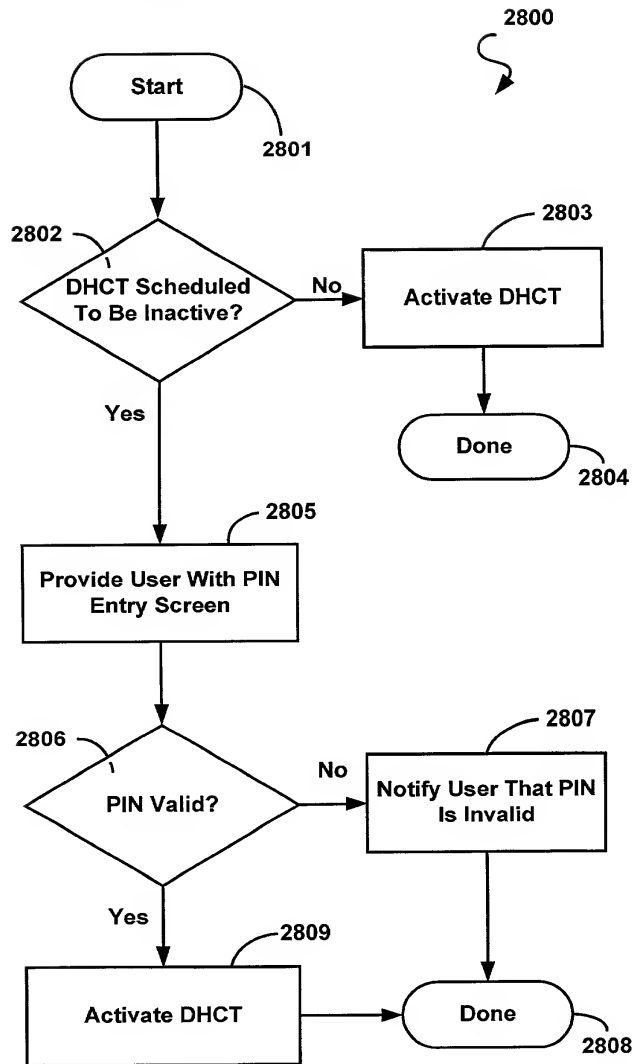 2800
Start
2801
2802
DHCT Scheduled
To Be Inactive?
No
2803
Activate DHCT
Yes
Done
2804
2805
Provide User With PIN
Entry Screen
2806
PIN Valid?
No
2807
Notify User That PIN
Is Invalid
Yes
2809
Activate DHCT
Done
2808